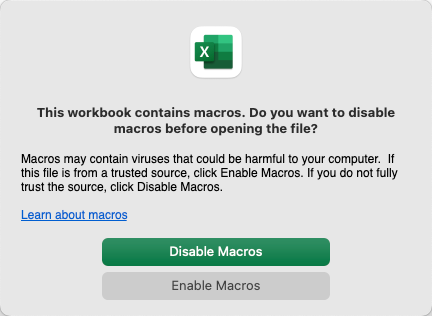 X
This workbook contains macros. Do you want to disable
macros before opening the file?
Macros may contain viruses that could be harmful to your computer.  If
this file is from a trusted source, click Enable Macros. If you do not fully
trust the source, click Disable Macros.
Learn about macros
Disable Macros
Enable Macros